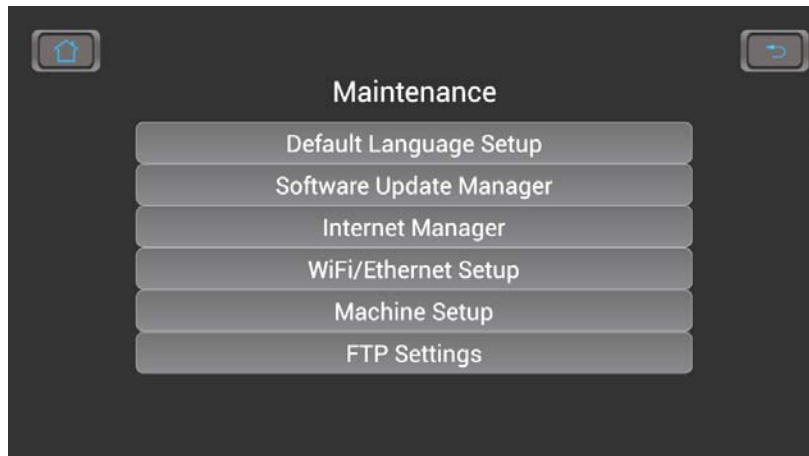 Maintenance
Default Language Setup
Software Update Manager
Internet Manager
WiFi/Ethernet Setup
Machine Setup
FTP Settings